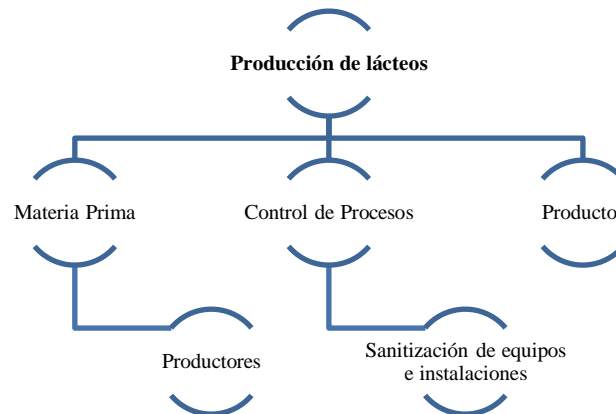 Producción de lácteos
Materia Prima
Control de Procesos
Producto
Productores
Sanitización de equipos
e instalaciones